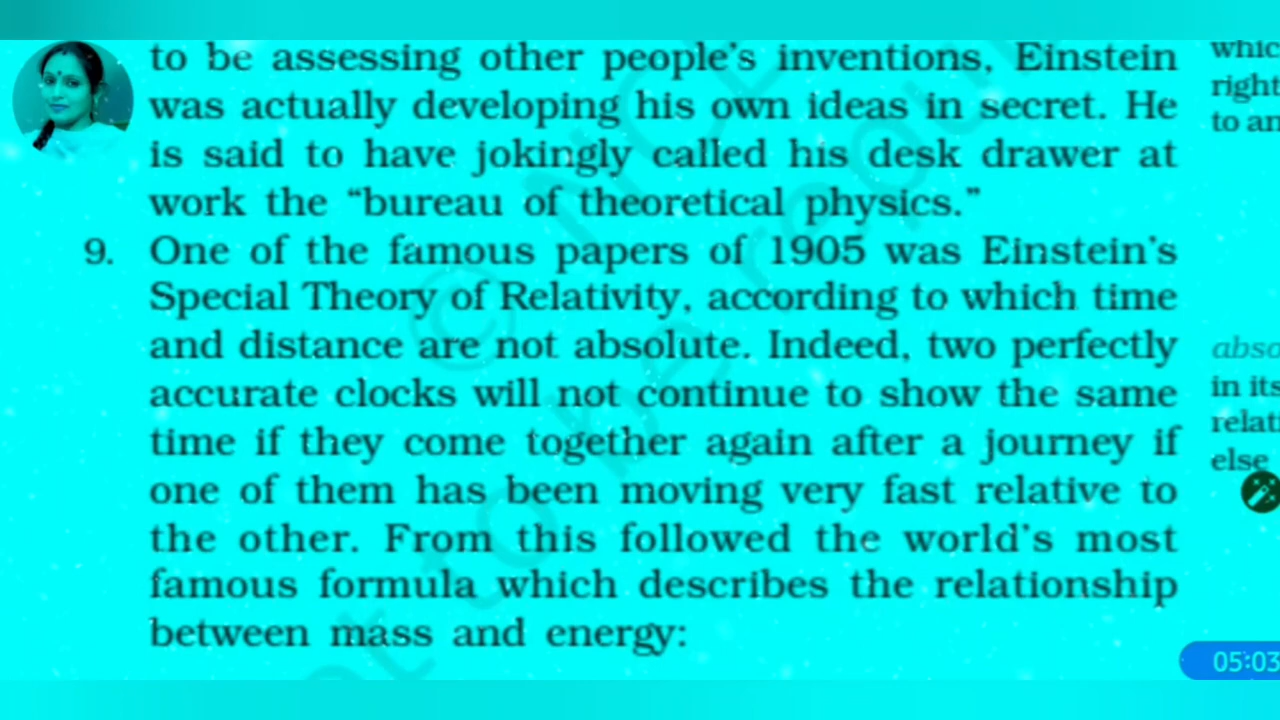 to be assessing other people's inventions, Einstein
was actually developing his own ideas in secret. He
is said to have jokingly called his desk drawer at
work the “bureau of theoretical physics.”
9. One of the famous papers of 1905 was Einstein's
Special Theory of Relativity, according to which time
and distance are not absolute. Indeed, two perfectly
accurate clocks will not continue to show the same
time if they come together again after a journey if
one of them has been moving very fast relative to
the other. From this followed the world's most
famous formula which describes the relationship
between mass and energy:
whic
right
to an
abso
in its
relati
else
05:03